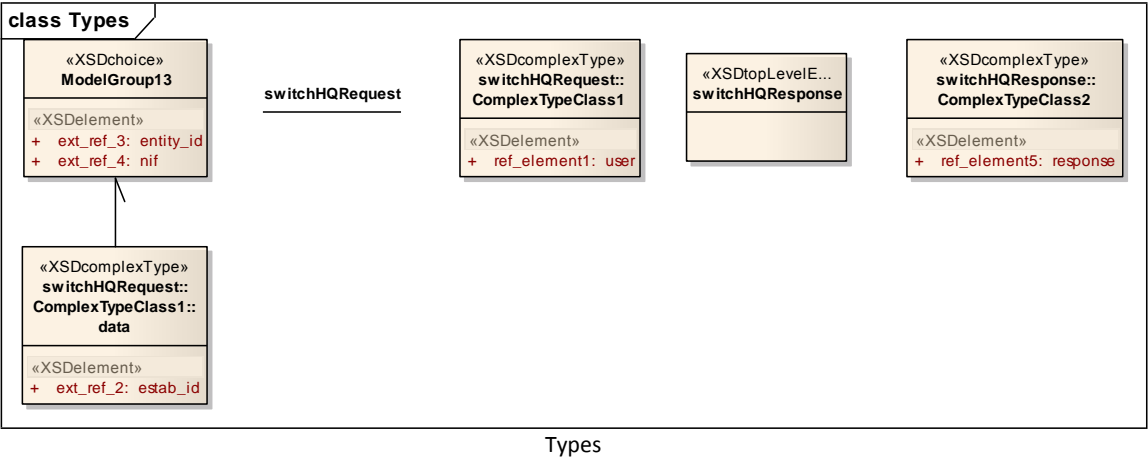 class Types
«XSDchoice»
ModelGroup13
«XSDelement»
+ ext_ref_3: entity_id
+ ext_ref_4: nif
switchHQRequest
«XSDcomplexType»
switchHQRequest::
ComplexTypeClass1
«XSDelement»
+ ref_element1: user
«XSDtopLevelE...
switchHQResponse
«XSDcomplexType»
switchHQResponse::
ComplexTypeClass2
«XSDelement»
+ ref_element5: response
«XSDcomplexType»
switchHQRequest::
ComplexTypeClass1::
data
«XSDelement»
+ ext_ref_2: estab_id
Types